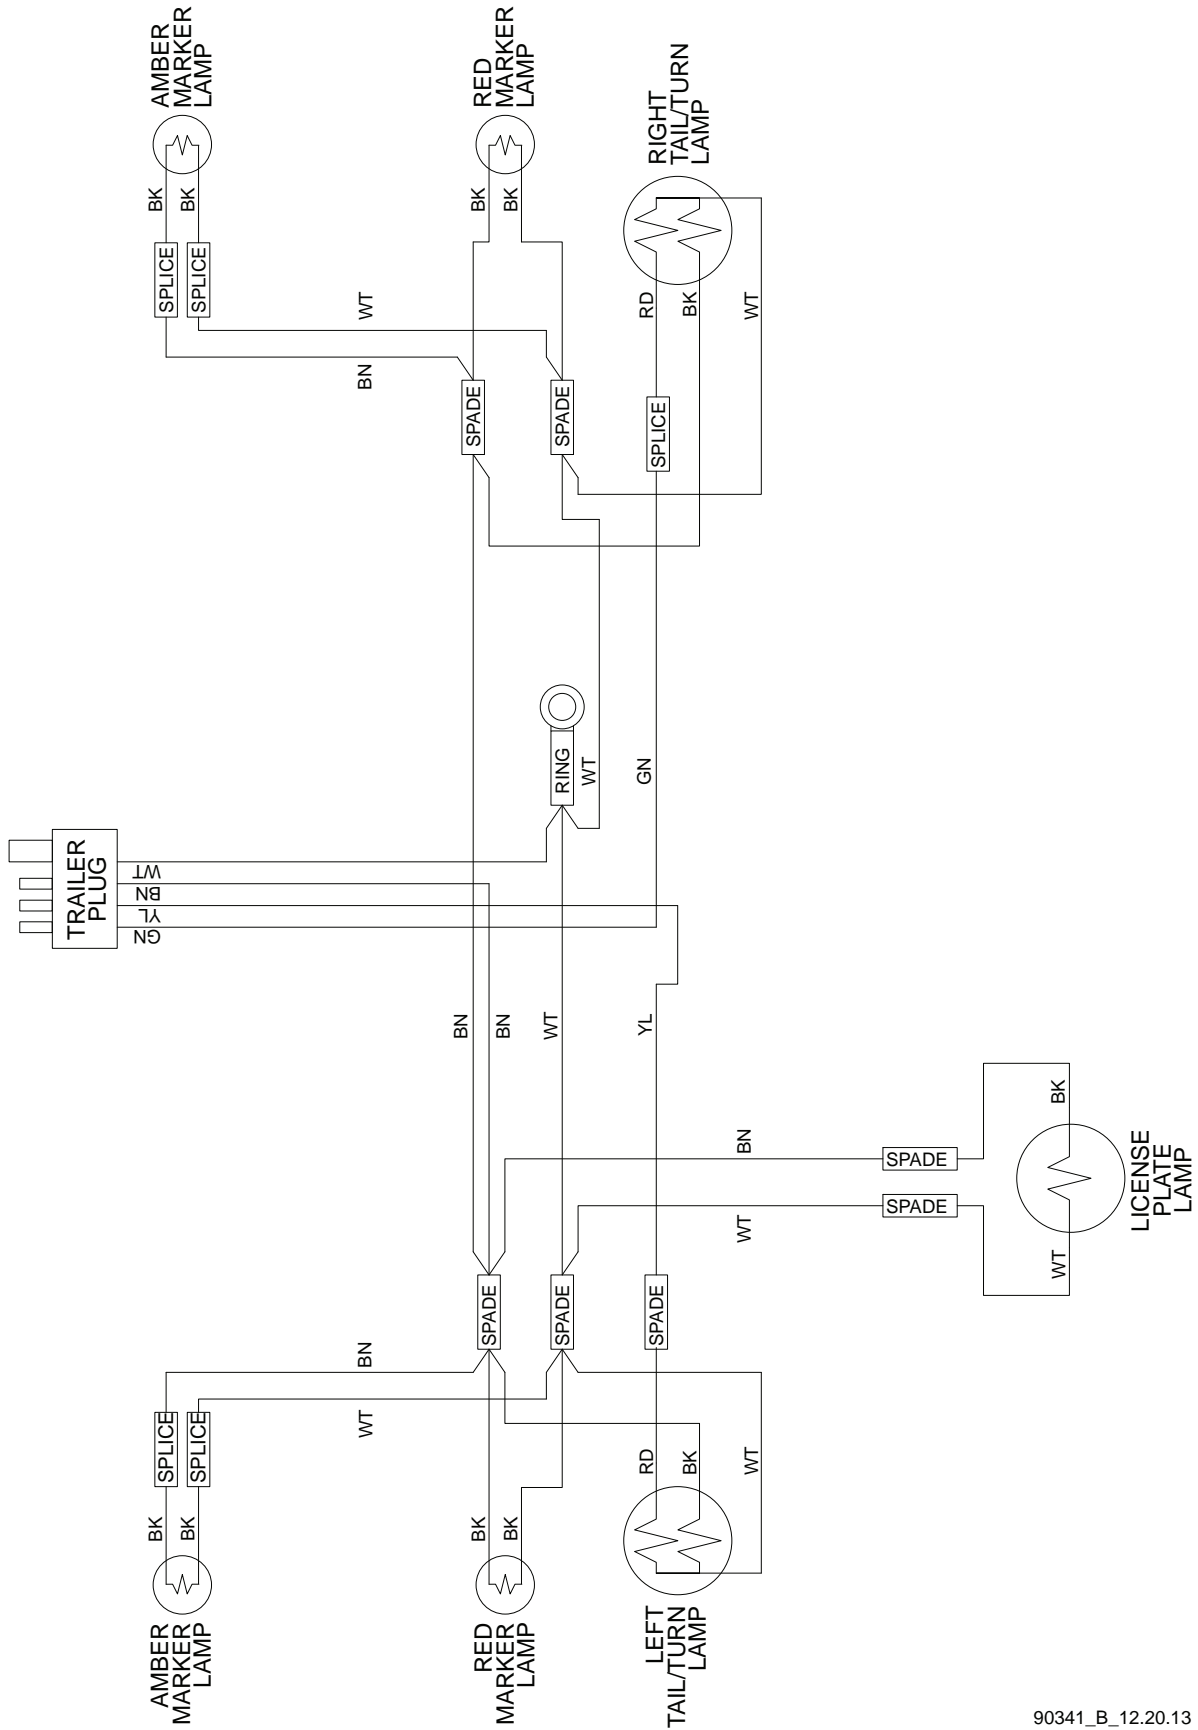 AMBER
MARKER
LAMP
RED
MARKER
LAMP
RIGHT
TAIL/TURN
LAMP
BK
BK
BK
BK
SPLICE
SPLICE
RD
BK
WT
WT
BN
SPADE
SPADE
SPLICE
RING
WT
GN
TRAILER
PLUG
WT
BN
YL
GN
BN
BN
WT
YL
BN
WT
SPADE
SPADE
BK
WT
LICENSE
PLATE
LAMP
SPADE
SPADE
SPADE
BN
WT
SPLICE
SPLICE
RD
BK
WT
BK
BK
BK
BK
AMBER
MARKER
LAMP
RED
MARKER
LAMP
LEFT
TAIL/TURN
LAMP
90341_B_12.20.13